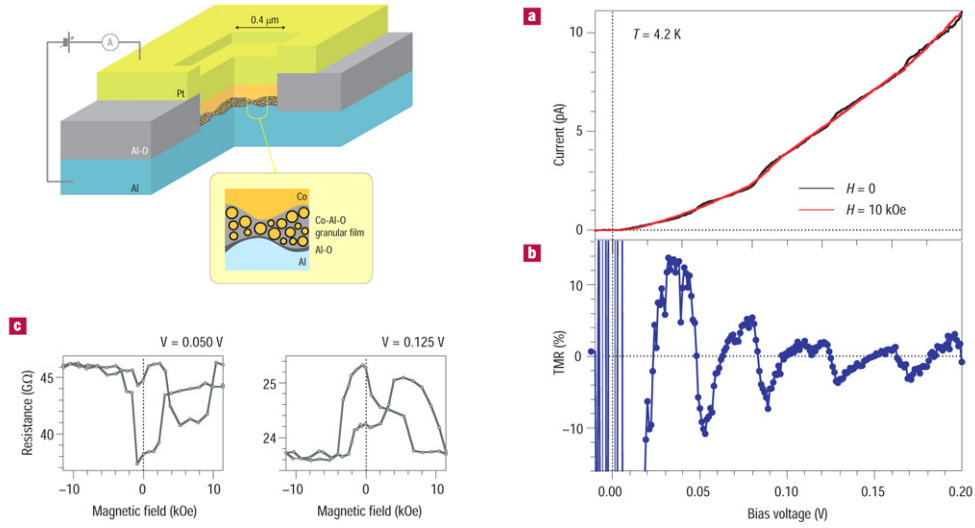 0.4 μm
A
Pt
Al-O
Al
Co
Co-Al-O
granular film
Al-O
Al
a
T = 4.2 K
10
5
0
Current (pA)
H = 0
H = 10 kOe
b
10
0
−10
TMR (%)
0.00
0.05
0.10
0.15
0.20
Bias voltage (V)
c
V = 0.050 V
45
40
Resistance (GΩ)
−10
0
10
Magnetic field (kOe)
V = 0.125 V
25
24
−10
0
10
Magnetic field (kOe)